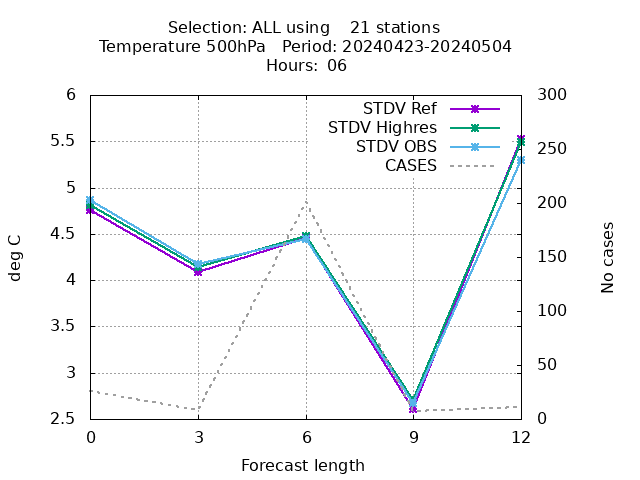 Selection: ALL using    21 stations
Temperature 500hPa   Period: 20240423-20240504
Hours: 06
6
5.5
5
4.5
4
3.5
3
2.5
300
250
200
150
100
50
0
STDV Ref
STDV Highres
STDV OBS
CASES
deg C
No cases
0
3
6
9
12
Forecast length